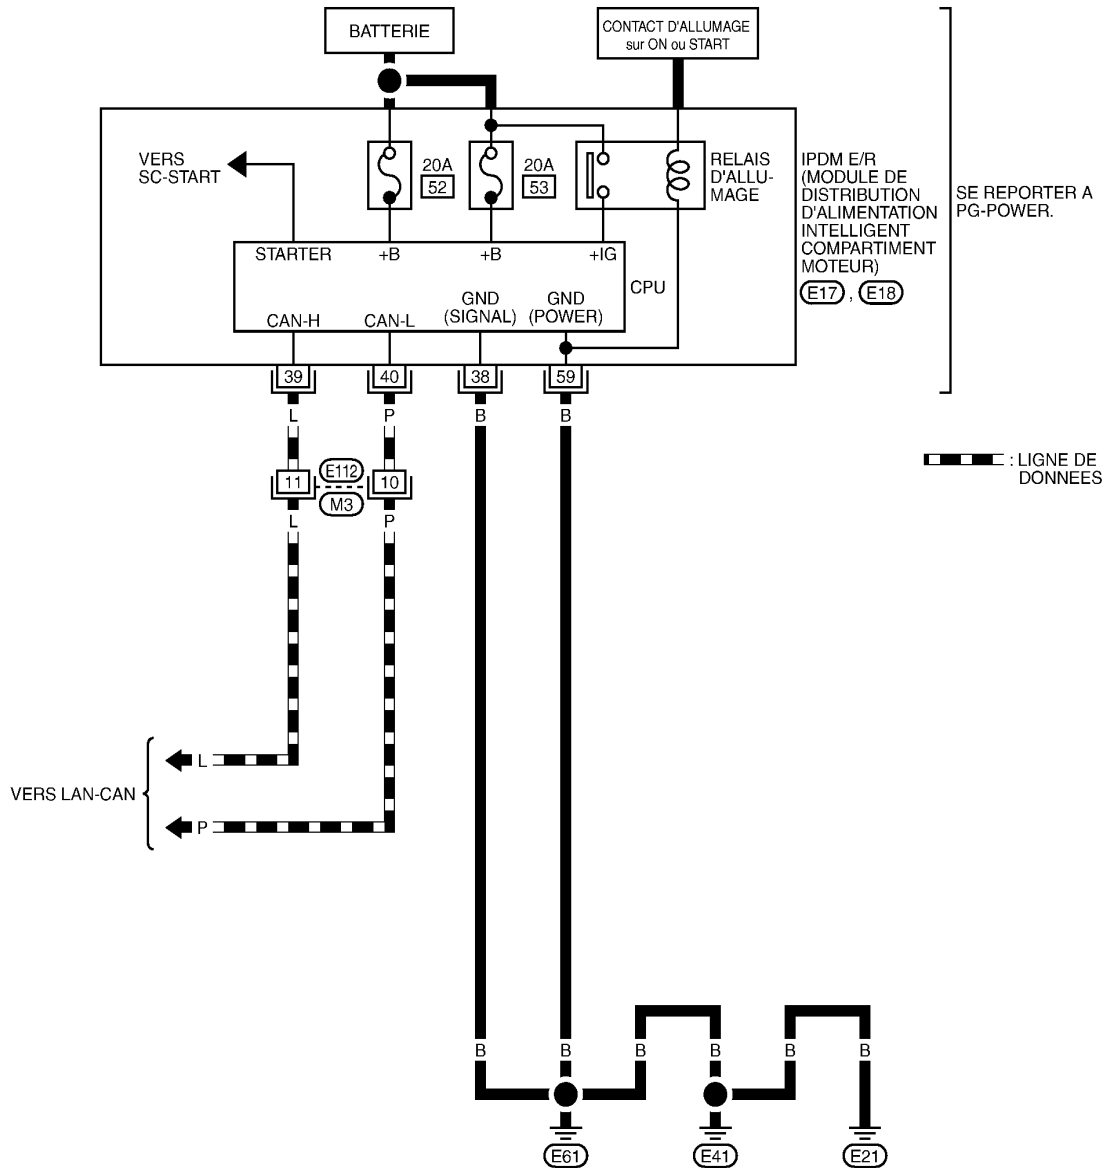 BATTERIE
CONTACT D'ALLUMAGE
sur ON ou START
VERS
SC-START
20A
52
20A
53
RELAIS
D'ALLU-
MAGE
IPDM E/R
(MODULE DE
DISTRIBUTION
D'ALIMENTATION
INTELLIGENT
COMPARTIMENT
MOTEUR)
E17 , E18
SE REPORTER A
PG-POWER.
STARTER +B +B +IG
CPU
CAN-H CAN-L
GND
(SIGNAL)
GND
(POWER)
39 40 38 59
L P B B
: LIGNE DE
DONNEES
11 E112 10
M3
L P
L
VERS LAN-CAN
P
B B B B B B
E61 E41 E21